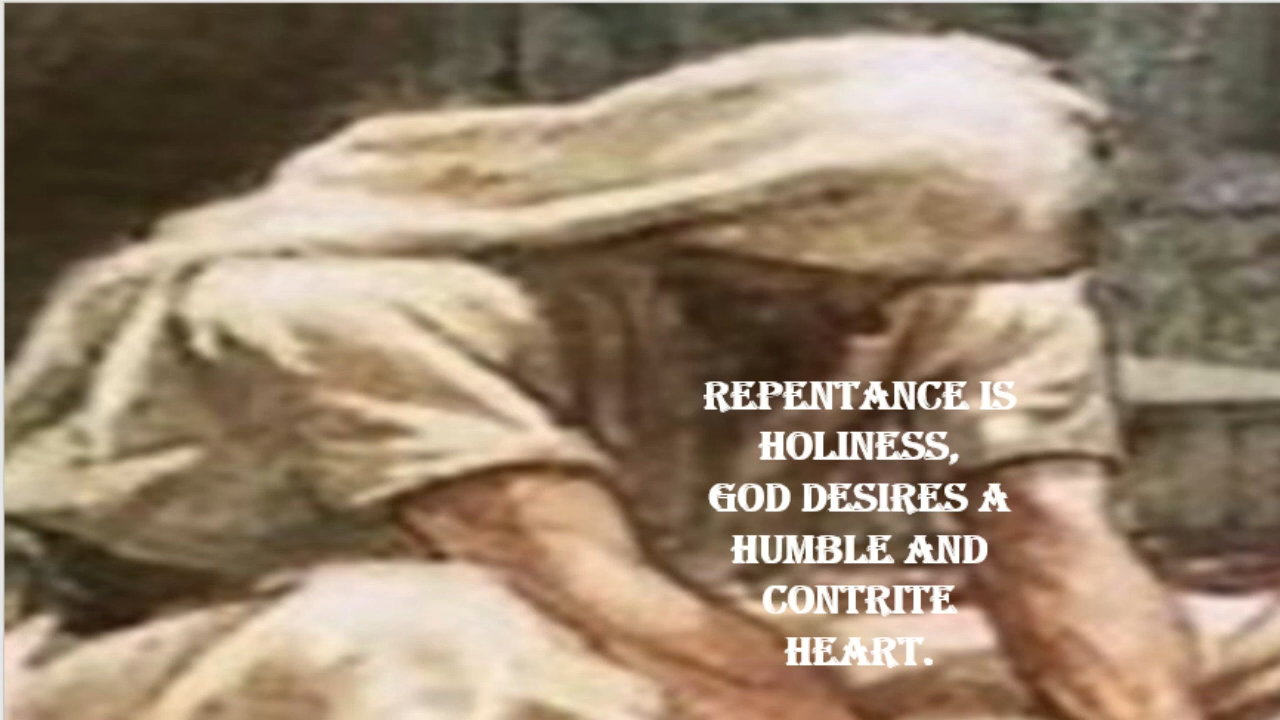 REPENTANCE IS
HOLINESS,
GOD DESIRES A
HUMBLE AND
CONTRITE
HEART.